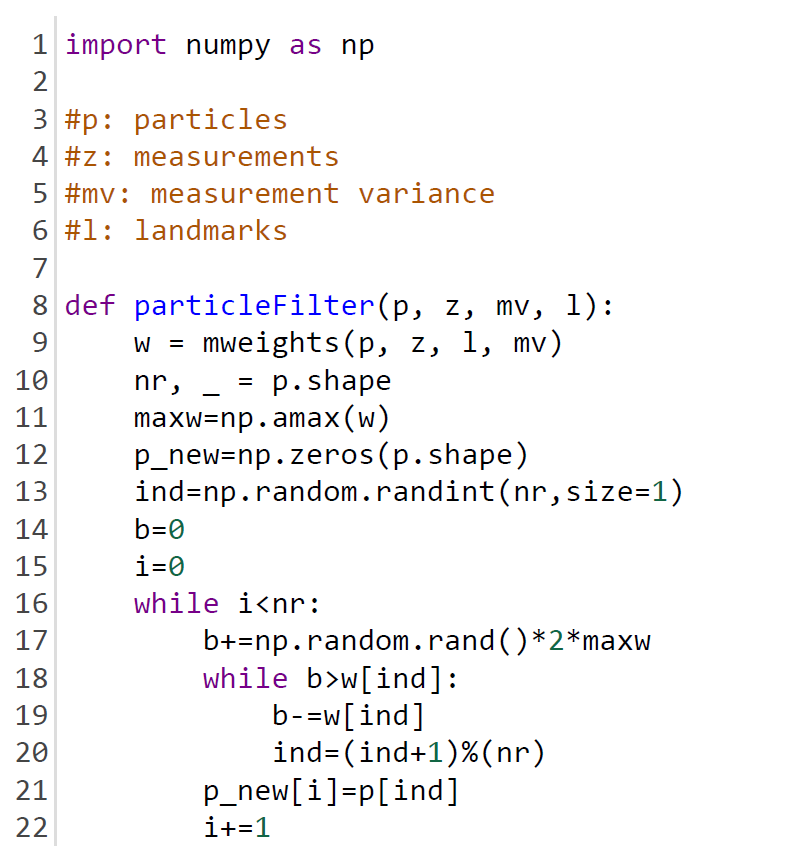 1 import numpy as np
2
3 #p: particles
4 #z: measurements
5 #mv: measurement variance
6 #l: landmarks
7
8 def particleFilter(p, z, mv, l):
9     w = mweights(p, z, l, mv)
10     nr, _ = p.shape
11     maxw=np.amax(w)
12     p_new=np.zeros(p.shape)
13     ind=np.random.randint(nr,size=1)
14     b=0
15     i=0
16     while i<nr:
17         b+=np.random.rand()*2*maxw
18         while b>w[ind]:
19             b-=w[ind]
20             ind=(ind+1)%(nr)
21         p_new[i]=p[ind]
22         i+=1